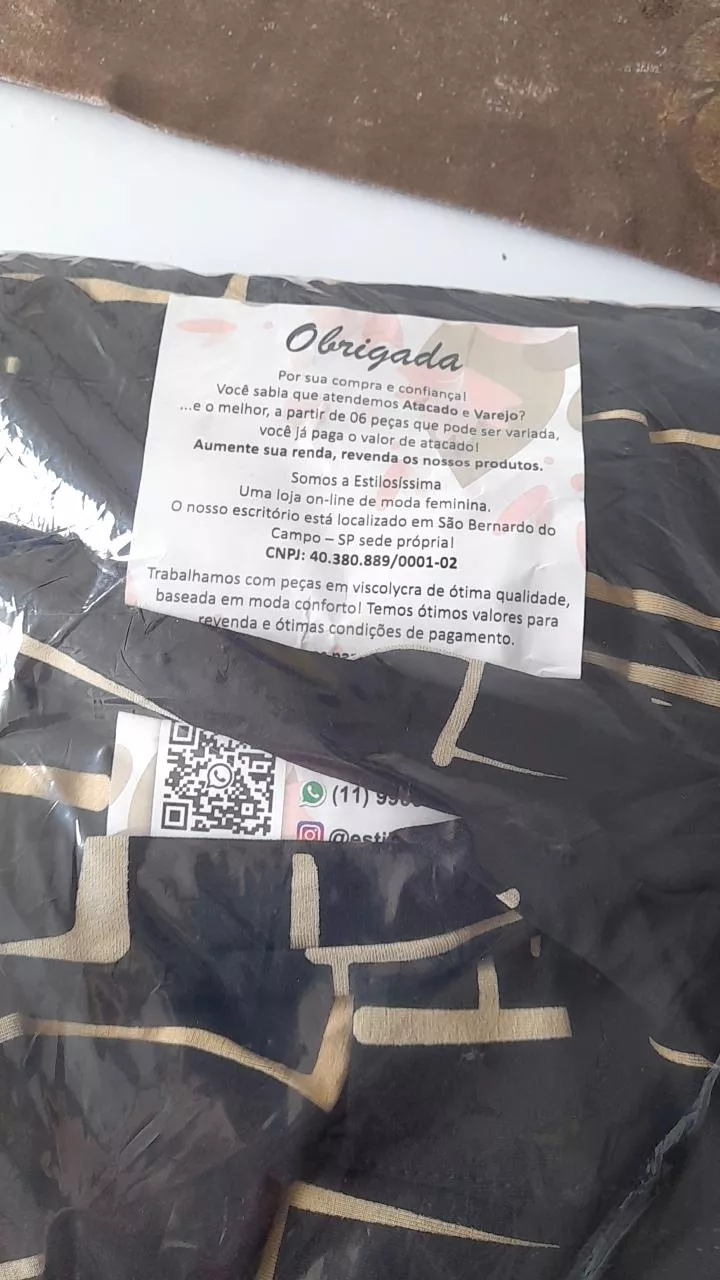 Obrigada
Por sua compra e confiança!
Você sabia que atendemos Atacado e Varejo?
...e o melhor, a partir de 06 peças que pode ser variada,
você já paga o valor de atacado!
Aumente sua renda, revenda os nossos produtos.
Somos a Estilosíssima
Uma loja on-line de moda feminina.
O nosso escritório está localizado em São Bernardo do
Campo – SP sede própria!
CNPJ: 40.380.889/0001-02
Trabalhamos com peças em viscolycra de ótima qualidade,
baseada em moda conforto! Temos ótimos valores para
revenda e ótimas condições de pagamento.
(11)